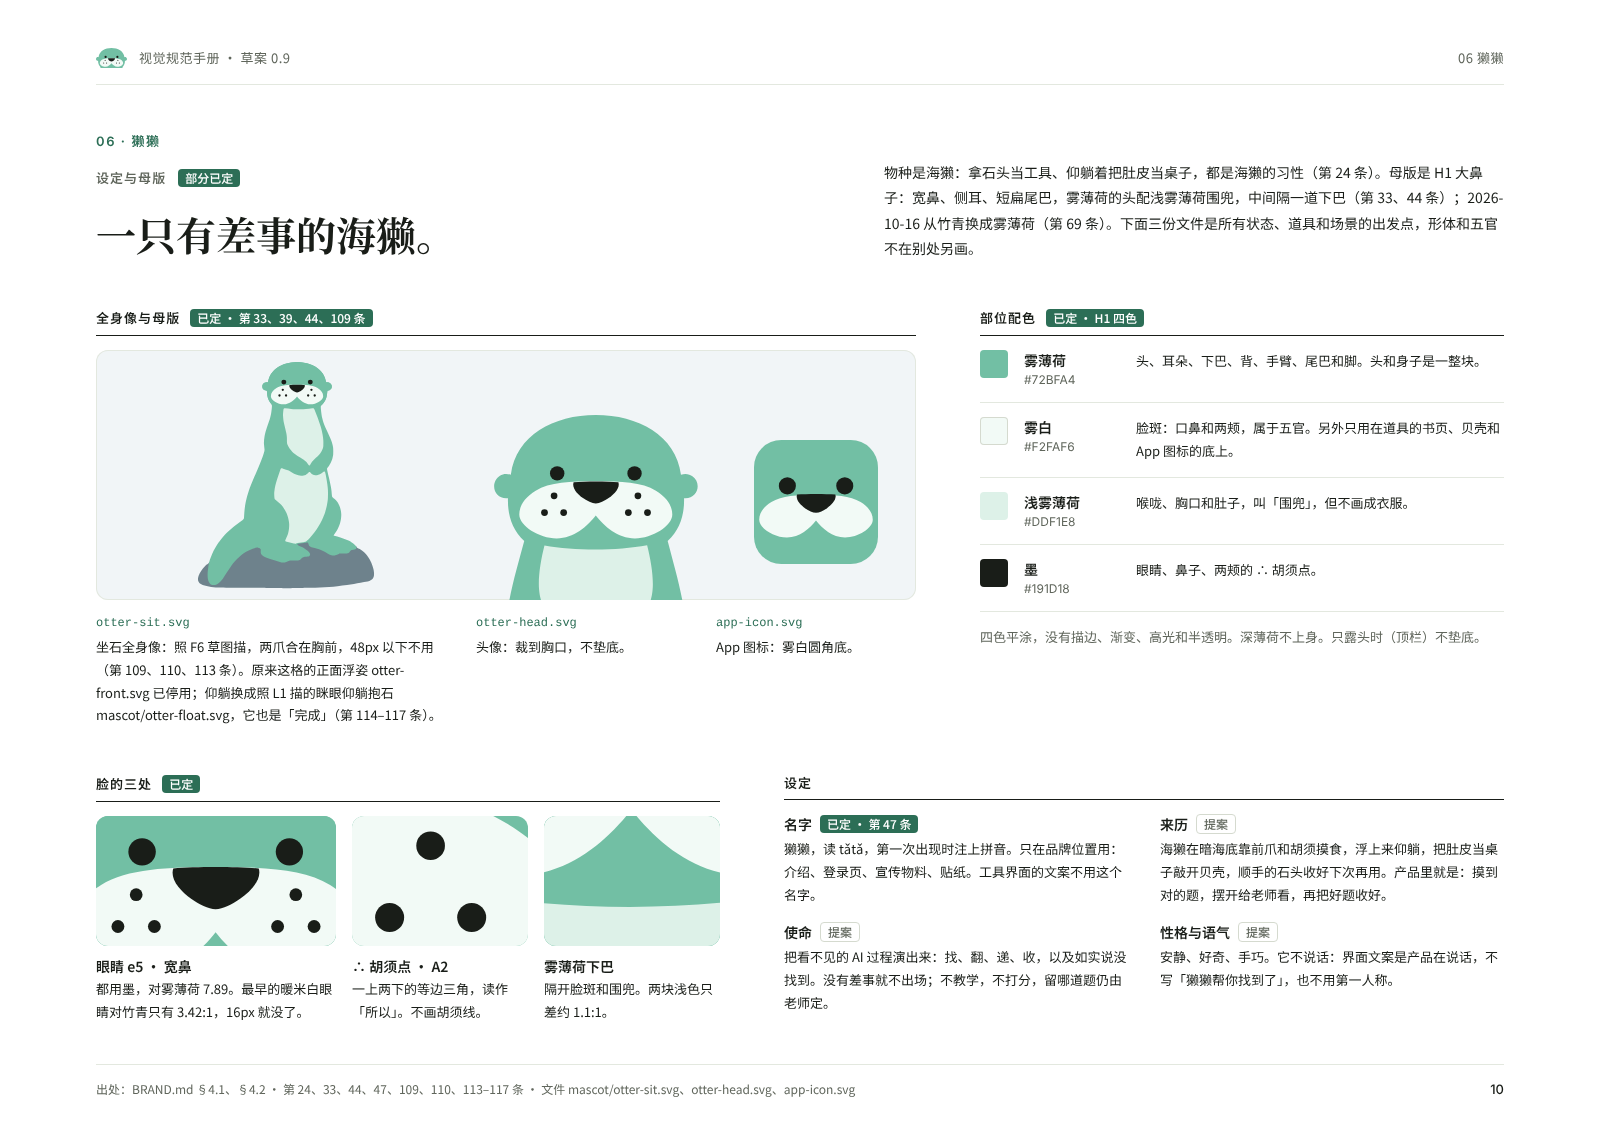 视觉规范手册 · 草案 0.9
06 獭獭
06 · 獭獭
设定与母版 部分已定
一只有差事的海獭。
物种是海獭：拿石头当工具、仰躺着把肚皮当桌子，都是海獭的习性（第 24 条）。母版是 H1 大鼻
子：宽鼻、侧耳、短扁尾巴，雾薄荷的头配浅雾薄荷围兜，中间隔一道下巴（第 33、44 条）；2026-
10-16 从竹青换成雾薄荷（第 69 条）。下面三份文件是所有状态、道具和场景的出发点，形体和五官
不在别处另画。
全身像与母版 已定 · 第 33、39、44、109 条
otter-sit.svg
坐石全身像：照 F6 草图描，两爪合在胸前，48px 以下不用
（第 109、110、113 条）。原来这格的正面浮姿 otter-
front.svg 已停用；仰躺换成照 L1 描的眯眼仰躺抱石
mascot/otter-float.svg，它也是「完成」（第 114–117 条）。
otter-head.svg
头像：裁到胸口，不垫底。
app-icon.svg
App 图标：雾白圆角底。
部位配色 已定 · H1 四色
雾薄荷
#72BFA4
头、耳朵、下巴、背、手臂、尾巴和脚。头和身子是一整块。
雾白
#F2FAF6
脸斑：口鼻和两颊，属于五官。另外只用在道具的书页、贝壳和
App 图标的底上。
浅雾薄荷
#DDF1E8
喉咙、胸口和肚子，叫「围兜」，但不画成衣服。
墨
#191D18
眼睛、鼻子、两颊的 ∴ 胡须点。
四色平涂，没有描边、渐变、高光和半透明。深薄荷不上身。只露头时（顶栏）不垫底。
脸的三处 已定
眼睛 e5 · 宽鼻
都用墨，对雾薄荷 7.89。最早的暖米白眼
睛对竹青只有 3.42:1，16px 就没了。
∴ 胡须点 · A2
一上两下的等边三角，读作
「所以」。不画胡须线。
雾薄荷下巴
隔开脸斑和围兜。两块浅色只
差约 1.1:1。
设定
名字 已定 · 第 47 条
獭獭，读 tǎtǎ，第一次出现时注上拼音。只在品牌位置用：
介绍、登录页、宣传物料、贴纸。工具界面的文案不用这个
名字。
来历 提案
海獭在暗海底靠前爪和胡须摸食，浮上来仰躺，把肚皮当桌
子敲开贝壳，顺手的石头收好下次再用。产品里就是：摸到
对的题，摆开给老师看，再把好题收好。
使命 提案
把看不见的 AI 过程演出来：找、翻、递、收，以及如实说没
找到。没有差事就不出场；不教学，不打分，留哪道题仍由
老师定。
性格与语气 提案
安静、好奇、手巧。它不说话：界面文案是产品在说话，不
写「獭獭帮你找到了」，也不用第一人称。
出处：BRAND.md §4.1、§4.2 · 第 24、33、44、47、109、110、113–117 条 · 文件 mascot/otter-sit.svg、otter-head.svg、app-icon.svg
10